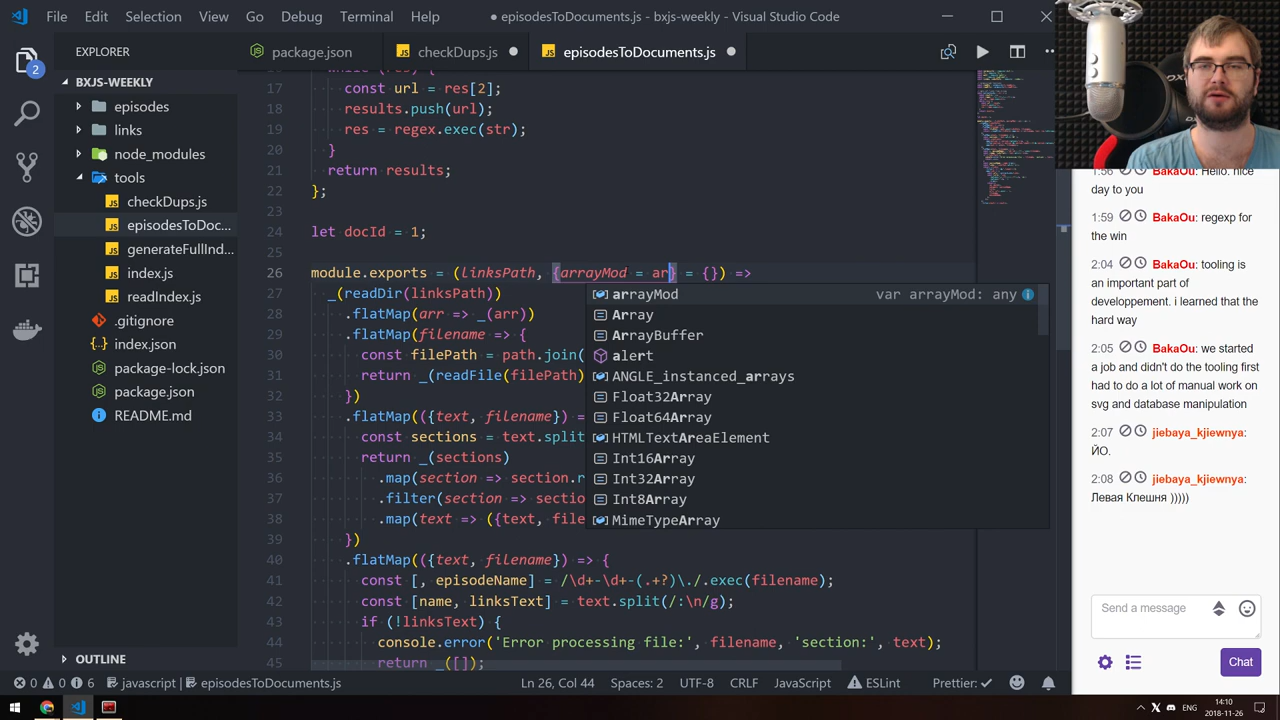 File Edit Selection View Go Debug Terminal Help
● episodesToDocuments.js - bxjs-weekly - Visual Studio Code
EXPLORER
package.json
checkDups.js
episodesToDocuments.js
2
BXJS-WEEKLY
episodes
links
node_modules
tools
checkDups.js
episodesToDoc...
generateFullInd...
index.js
readIndex.js
.gitignore
index.json
package-lock.json
package.json
README.md
OUTLINE
18 const url = res[2];
18 results.push(url);
19 res = regex.exec(str);
20 }
21 return results;
22 };
23
24 let docId = 1;
25
26 module.exports = (linksPath, {arrayMod = ar} = {}) =>
27 _(readDir(linksPath))
28 .flatMap(arr => _(arr))
29 .flatMap(filename => {
30 const filePath = path.join(
31 return _(readFile(filePath)
32 })
33 .flatMap(({text, filename}) =
34 const sections = text.split
35 return _(sections)
36 .map(section => section.r
37 .filter(section => sectio
38 .map(text => ({text, file
39 })
40 .flatMap(({text, filename}) => {
41 const [, episodeName] = /\d+-\d+-(.+?)\./.exec(filename);
42 const [name, linksText] = text.split(/:\n/g);
43 if (!linksText) {
44 console.error('Error processing file:', filename, 'section:', text);
45 return _([]);
arrayMod var arrayMod: any
Array
ArrayBuffer
alert
ANGLE_instanced_arrays
Float32Array
Float64Array
HTMLTextAreaElement
Int16Array
Int32Array
Int8Array
MimeTypeArray
0 0 6 javascript episodesToDocuments.js Ln 26, Col 44 Spaces: 2 UTF-8 CRLF JavaScript ESLint Prettier: ✓
1:56 BakaOu: Hello. nice
day to you
1:59 BakaOu: regexp for
the win
2:04 BakaOu: tooling is
an important part of
developpement. i learned that the
hard way
2:05 BakaOu: we started
a job and didn't do the tooling first
had to do a lot of manual work on
svg and database manipulation
2:07 jiebaya_kjiewnya:
ЙО.
2:08 jiebaya_kjiewnya:
Левая Клешня )))))
Send a message
Chat
ENG
14:10
2018-11-26